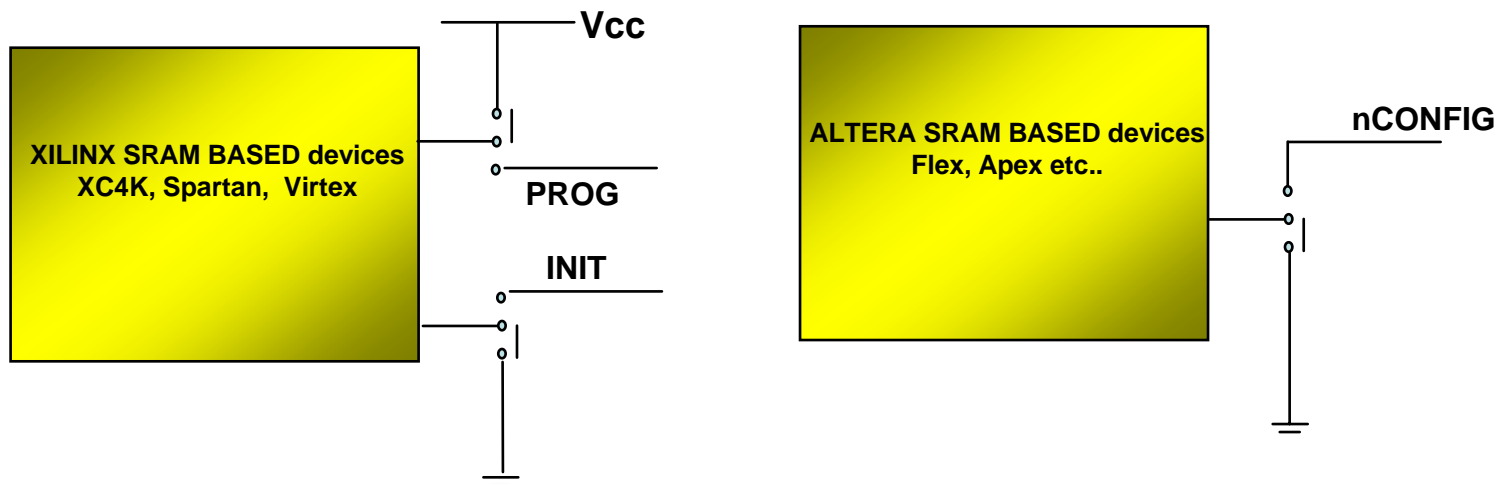 Vcc
XILINX SRAM BASED devices
XC4K, Spartan, Virtex
PROG
INIT
ALTERA SRAM BASED devices
Flex, Apex etc..
nCONFIG